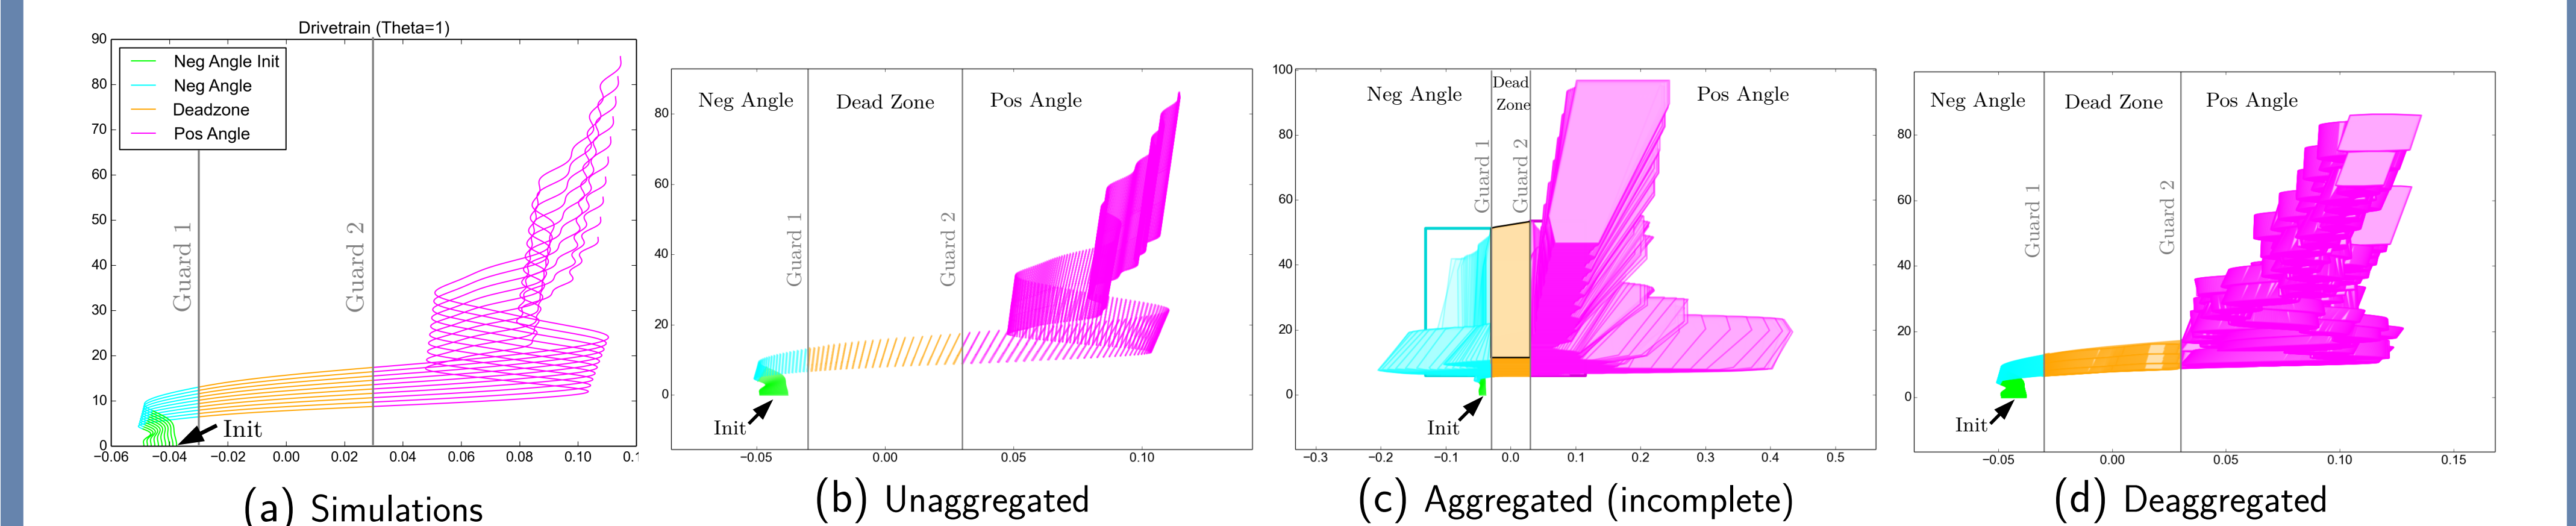 Drivetrain (Theta=1)
90
80
70
60
50
40
30
20
10
0
−0.06 −0.04 −0.02 0.00 0.02 0.04 0.06 0.08 0.10
Neg Angle Init
Neg Angle
Deadzone
Pos Angle
Guard 1
Guard 2
Init
(a) Simulations
Neg Angle Dead Zone Pos Angle
80
60
40
20
0
Guard 1
Guard 2
Init
−0.05 0.00 0.05 0.10
(b) Unaggregated
100
80
60
40
20
0
Neg Angle
Dead
Zone
Pos Angle
Guard 1
Guard 2
Init
−0.3 −0.2 −0.1 0.0 0.1 0.2 0.3 0.4 0.5
(c) Aggregated (incomplete)
Neg Angle Dead Zone Pos Angle
80
60
40
20
0
Guard 1
Guard 2
Init
−0.05 0.00 0.05 0.10 0.15
(d) Deaggregated